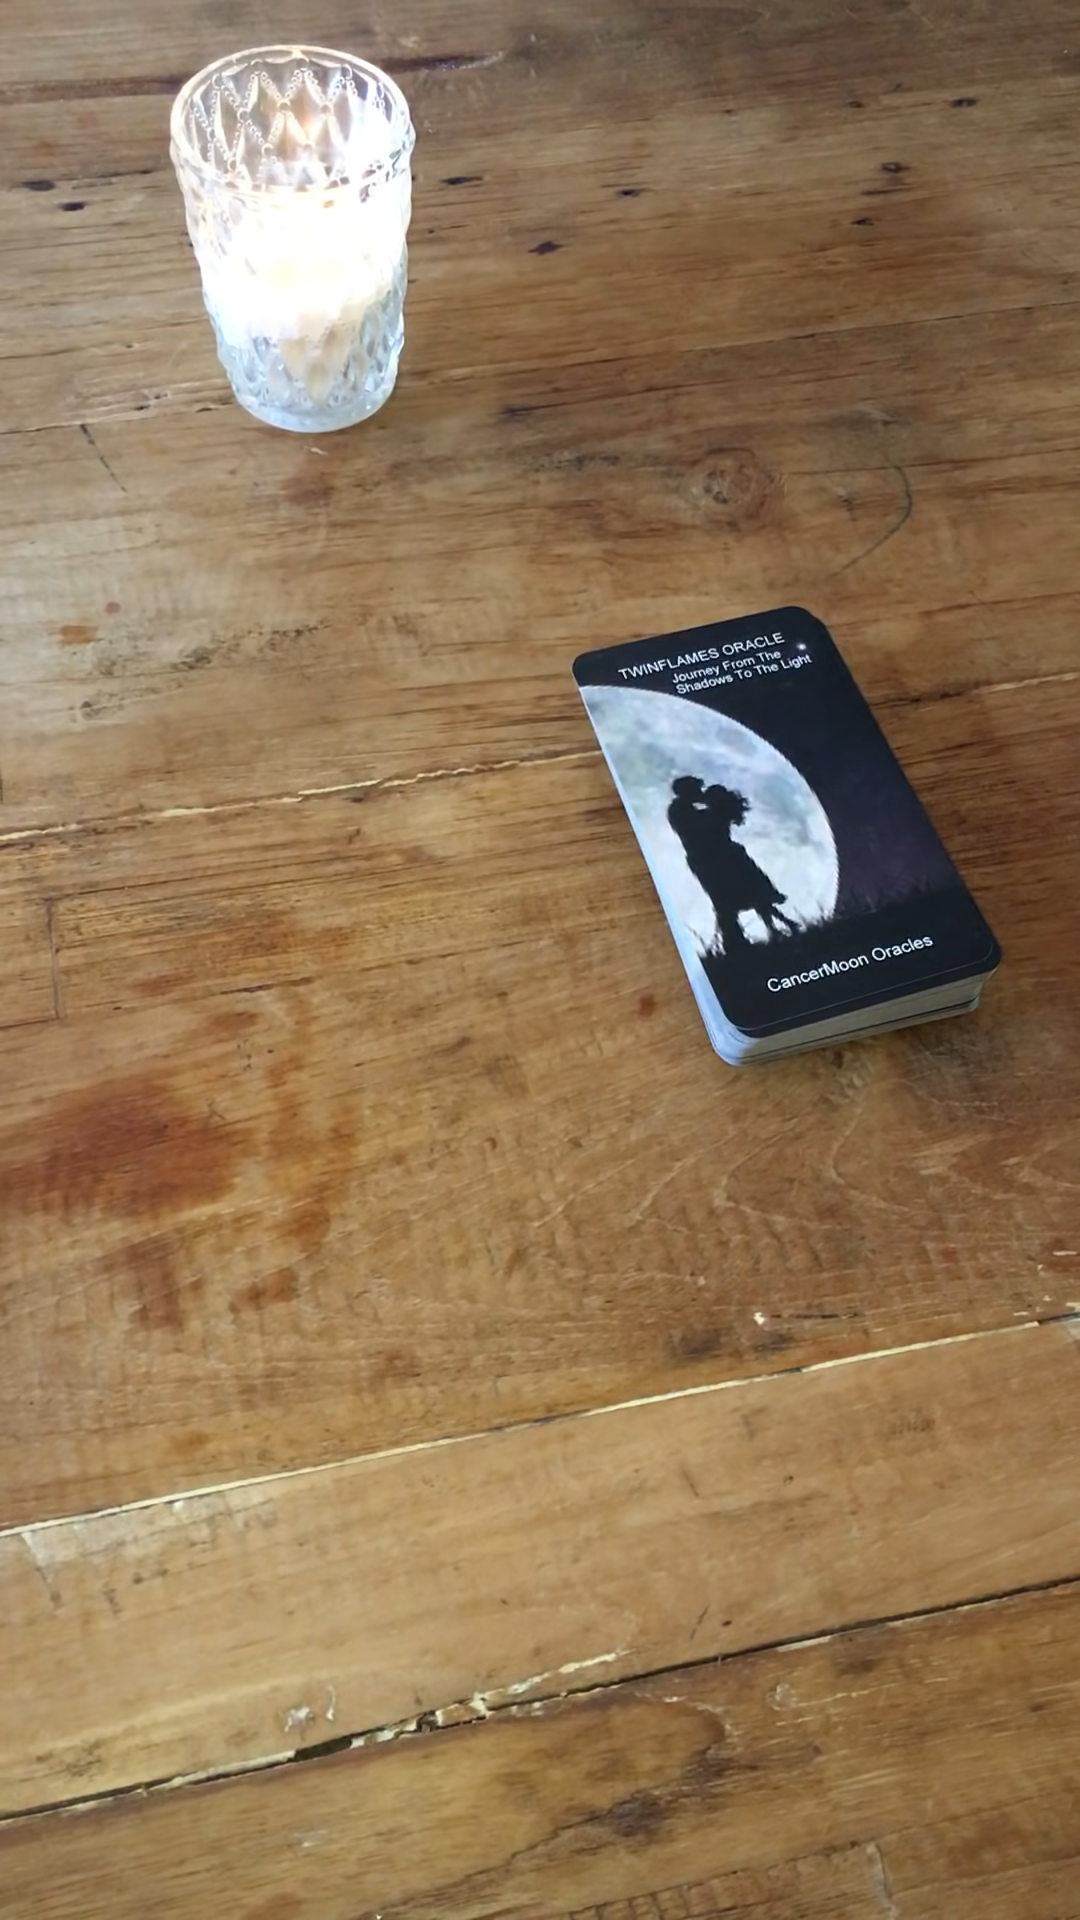 TWINFLAMES ORACLE
Journey From The
Shadows To The Light
CancerMoon Oracles